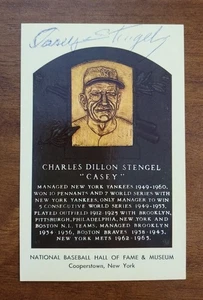 Casey Stengel
CHARLES DILLON STENGEL
"CASEY"
MANAGED NEW YORK YANKEES 1949-1960.
WON 10 PENNANTS AND 7 WORLD SERIES WITH
NEW YORK YANKEES. ONLY MANAGER TO WIN
5 CONSECUTIVE WORLD SERIES 1949-1953.
PLAYED OUTFIELD 1912-1925 WITH BROOKLYN,
PITTSBURGH, PHILADELPHIA, NEW YORK AND
BOSTON N.L. TEAMS. MANAGED BROOKLYN
1934-1936, BOSTON BRAVES 1938-1943,
NEW YORK METS 1962-1965.
NATIONAL BASEBALL HALL OF FAME & MUSEUM
Cooperstown, New York